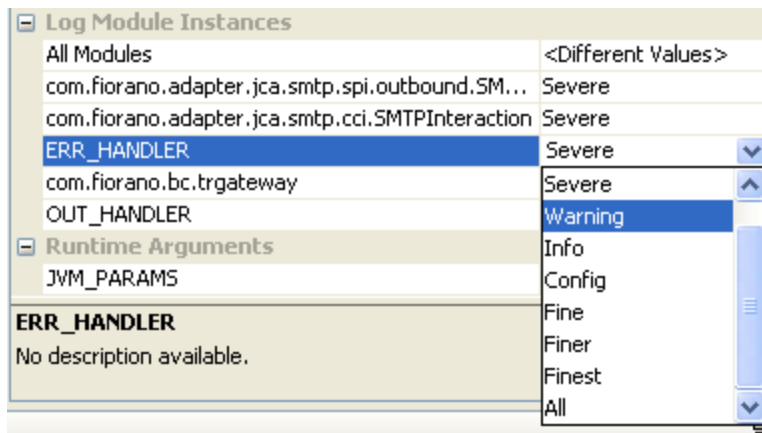 Log Module Instances
All Modules <Different Values>
com.fiorano.adapter.jca.smtp.spi.outbound.SM... Severe
com.fiorano.adapter.jca.smtp.cci.SMTPInteraction Severe
ERR_HANDLER Severe
com.fiorano.bc.trgateway Severe
OUT_HANDLER Warning
Runtime Arguments Info
JVM_PARAMS Config
ERR_HANDLER Fine
No description available. Finer
Finest
All